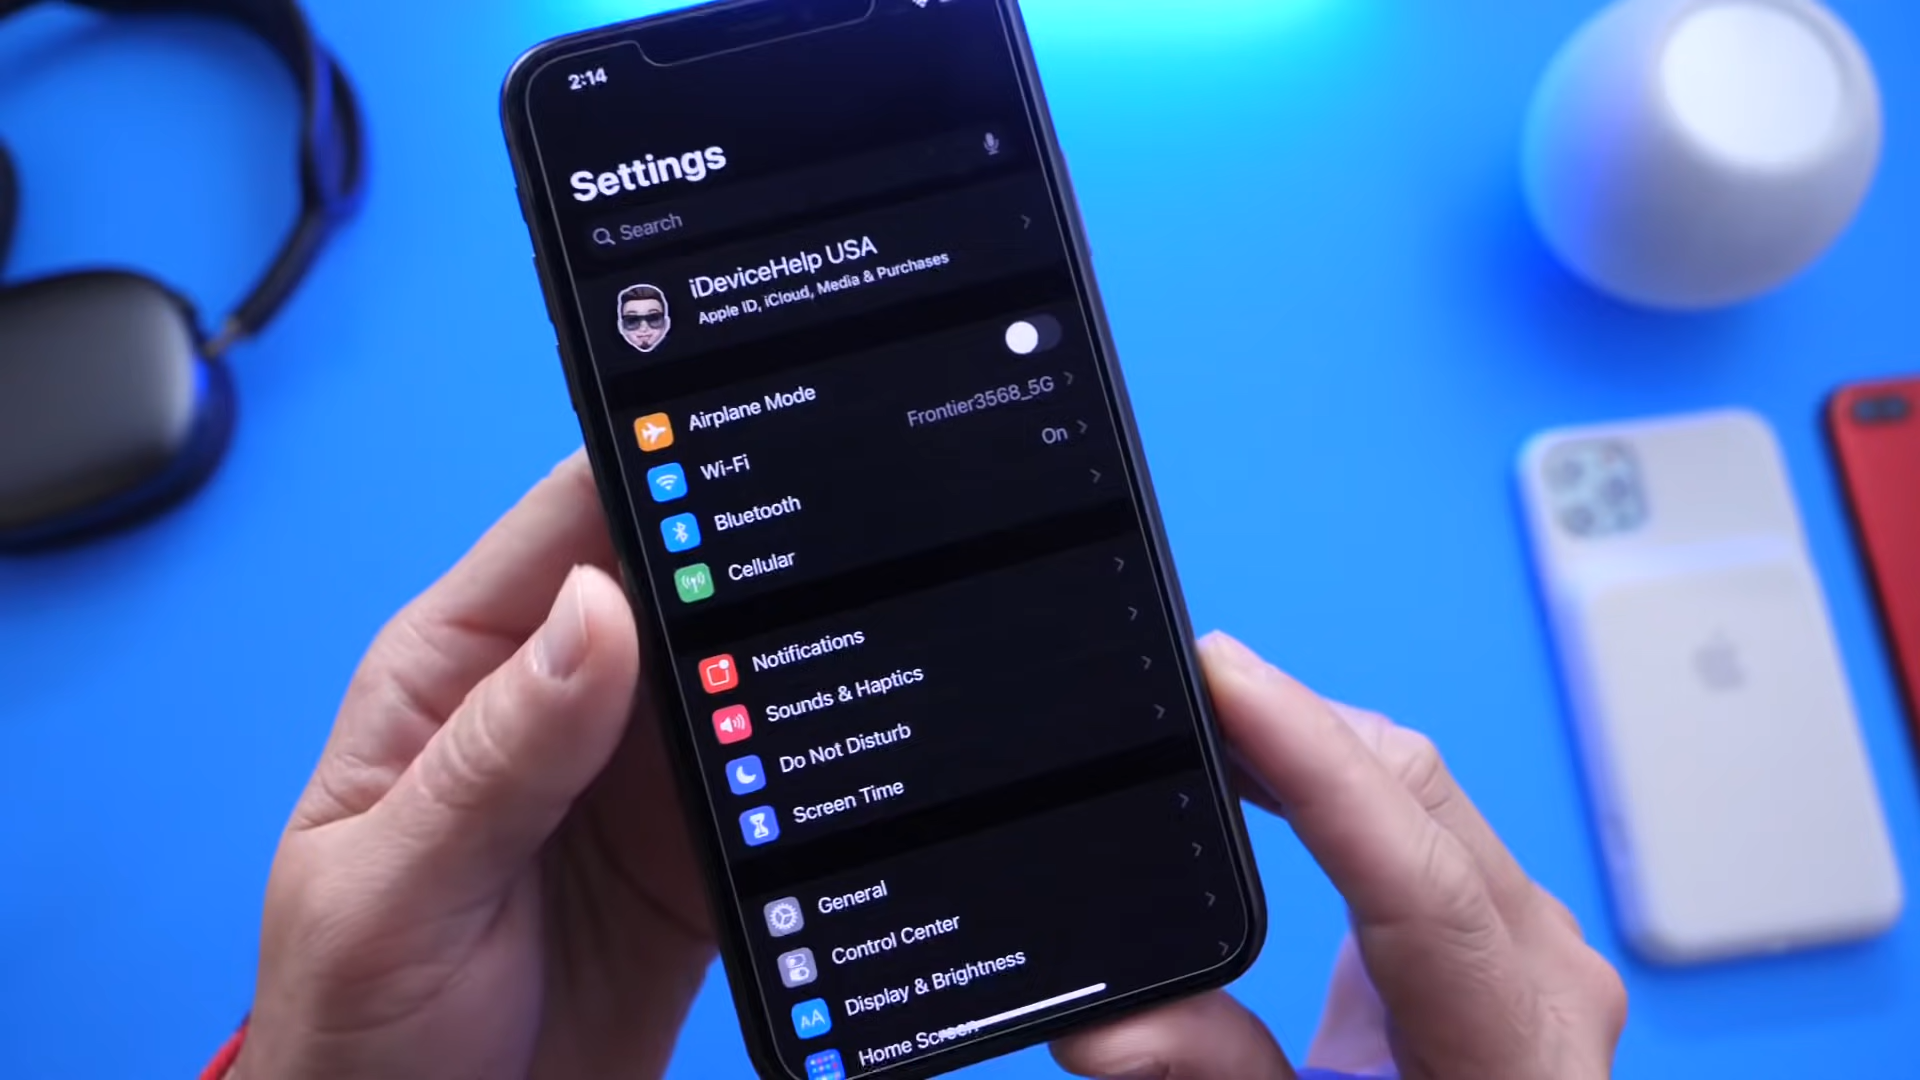 2:14
Settings
Search
iDeviceHelp USA
Apple ID, iCloud, Media & Purchases
Airplane Mode
Wi-Fi
Frontier3568_5G
Bluetooth
On
Cellular
Notifications
Sounds & Haptics
Do Not Disturb
Screen Time
General
Control Center
Display & Brightness
AA
Home Screen